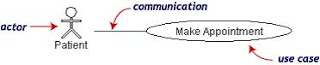 communication
actor
Make Appointment
Patient
use case